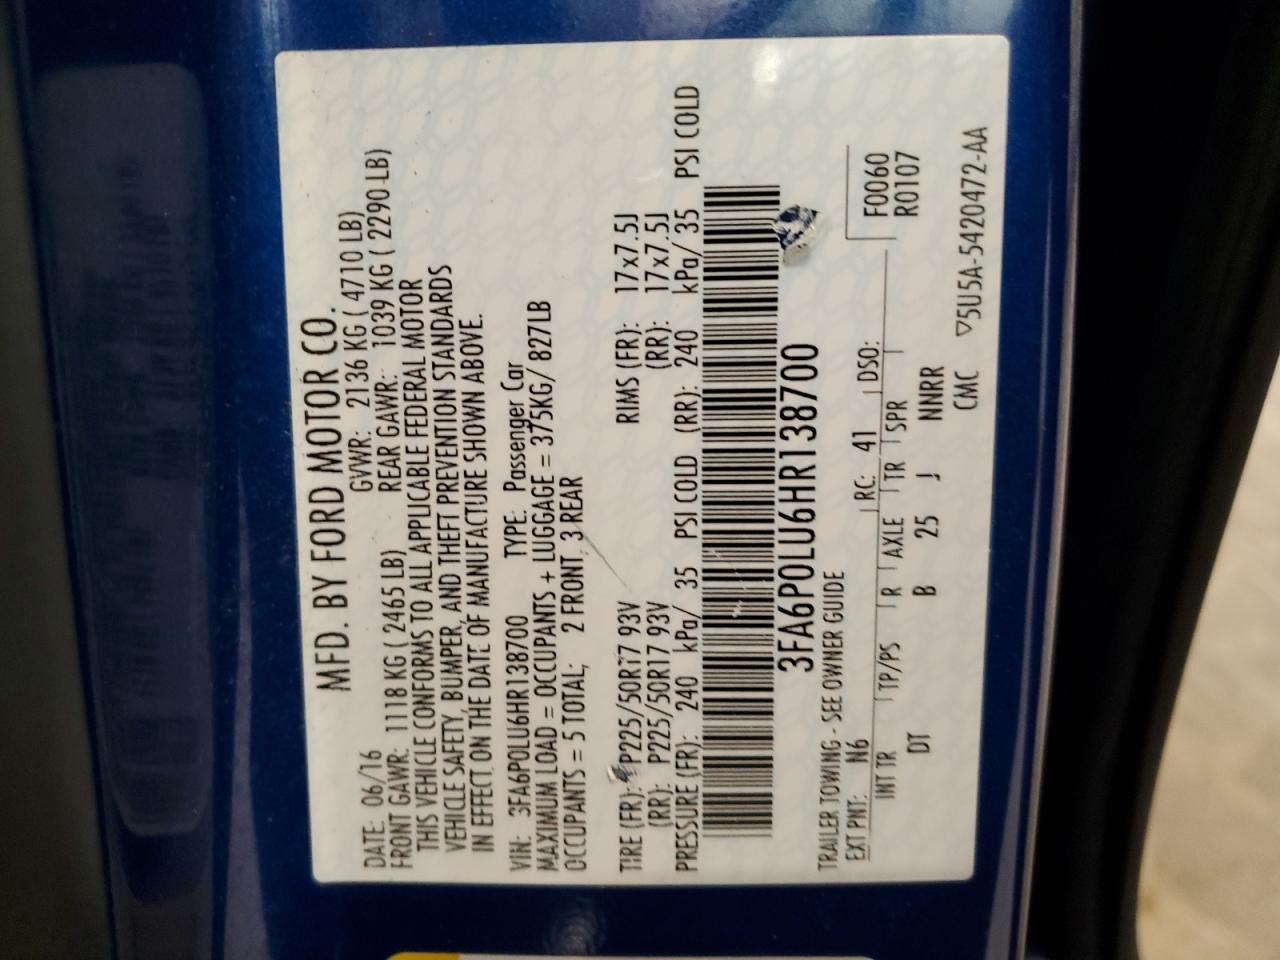 MFD. BY FORD MOTOR CO.
DATE: 06/16 GVWR: 2136 KG ( 4710 LB)
FRONT GAWR: 1118 KG ( 2465 LB) REAR GAWR: 1039 KG ( 2290 LB)
THIS VEHICLE CONFORMS TO ALL APPLICABLE FEDERAL MOTOR
VEHICLE SAFETY, BUMPER, AND THEFT PREVENTION STANDARDS
IN EFFECT ON THE DATE OF MANUFACTURE SHOWN ABOVE.
VIN: 3FA6P0LU6HR138700 TYPE: Passenger Car
MAXIMUM LOAD = OCCUPANTS + LUGGAGE = 375KG/ 827LB
OCCUPANTS = 5 TOTAL; 2 FRONT, 3 REAR
TIRE (FR): P225/50R17 93V RIMS (FR): 17x7.5J
(RR): P225/50R17 93V (RR): 17x7.5J
PRESSURE (FR): 240 kPa/ 35 PSI COLD (RR): 240 kPa/ 35 PSI COLD
3FA6P0LU6HR138700
TRAILER TOWING - SEE OWNER GUIDE
EXT PNT: N6 RC: 41 DSO: F0060
INT TR TP/PS R AXLE TR SPR R0107
DT B 25 J NNRR
CMC ▽5U5A-5420472-AA